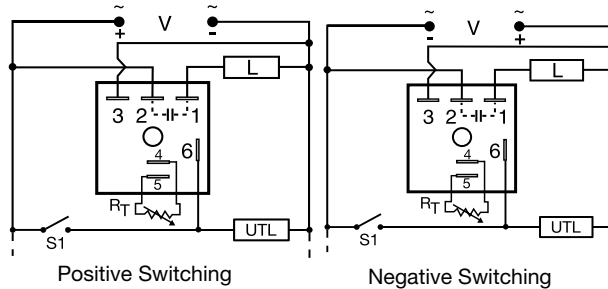 ~ V ~
+ -
L
3 2 1
6
4
5
RT
S1
UTL
Positive Switching
~ V ~
- +
L
3 2 1
6
4
5
RT
S1
UTL
Negative Switching